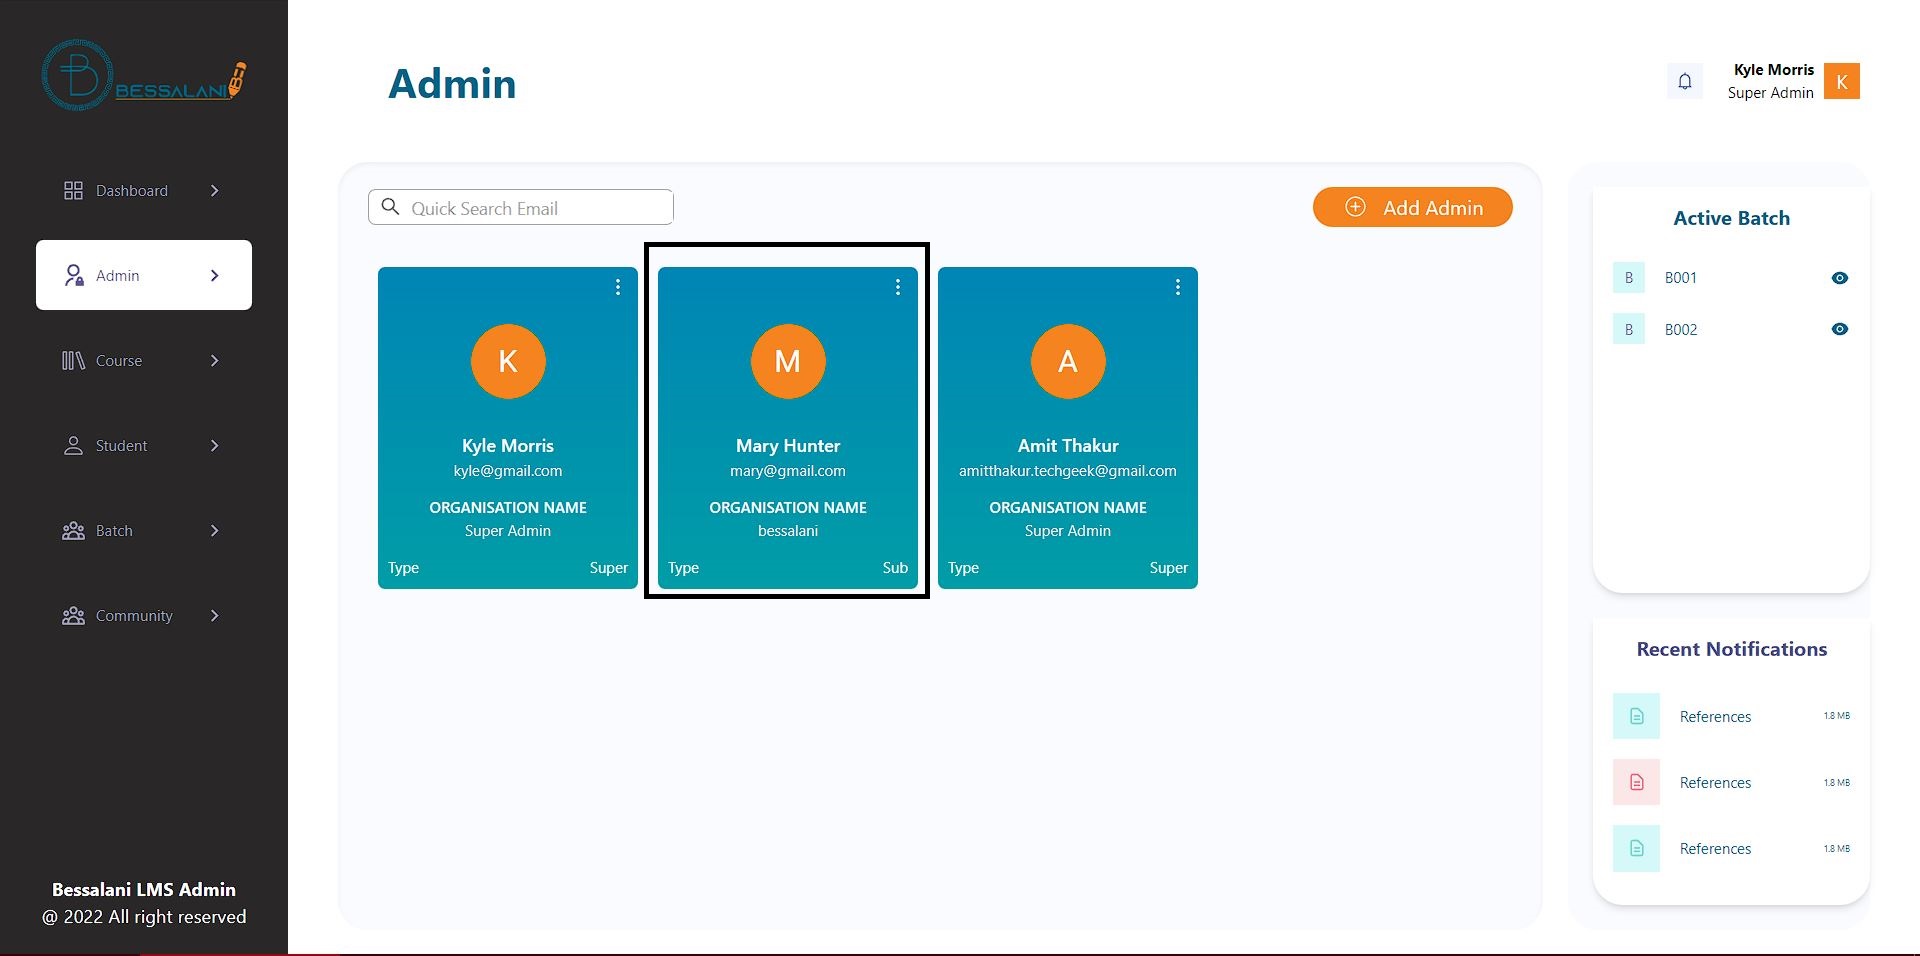 BESSALANI
Dashboard
Admin
Course
Student
Batch
Community
Bessalani LMS Admin
@ 2022 All right reserved
Admin
Kyle Morris
Super Admin
K
Quick Search Email
Add Admin
K
Kyle Morris
kyle@gmail.com
ORGANISATION NAME
Super Admin
Type Super
M
Mary Hunter
mary@gmail.com
ORGANISATION NAME
bessalani
Type Sub
A
Amit Thakur
amitthakur.techgeek@gmail.com
ORGANISATION NAME
Super Admin
Type Super
Active Batch
B B001
B B002
Recent Notifications
References 1.8 MB
References 1.8 MB
References 1.8 MB